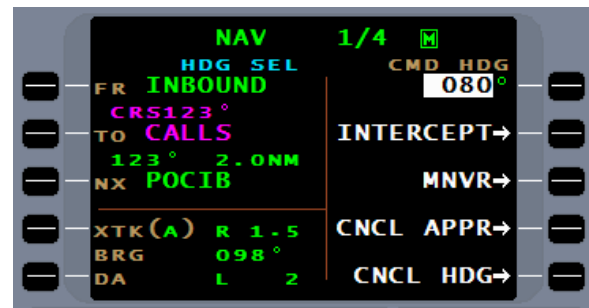 NAV 1/4 M
HDG SEL CMD HDG
FR INBOUND 080°
CRS123°
TO CALLS INTERCEPT→
123° 2.0NM
NX POCIB MNVR→
XTK(A) R 1.5 CNCL APPR→
BRG 098°
DA L 2 CNCL HDG→